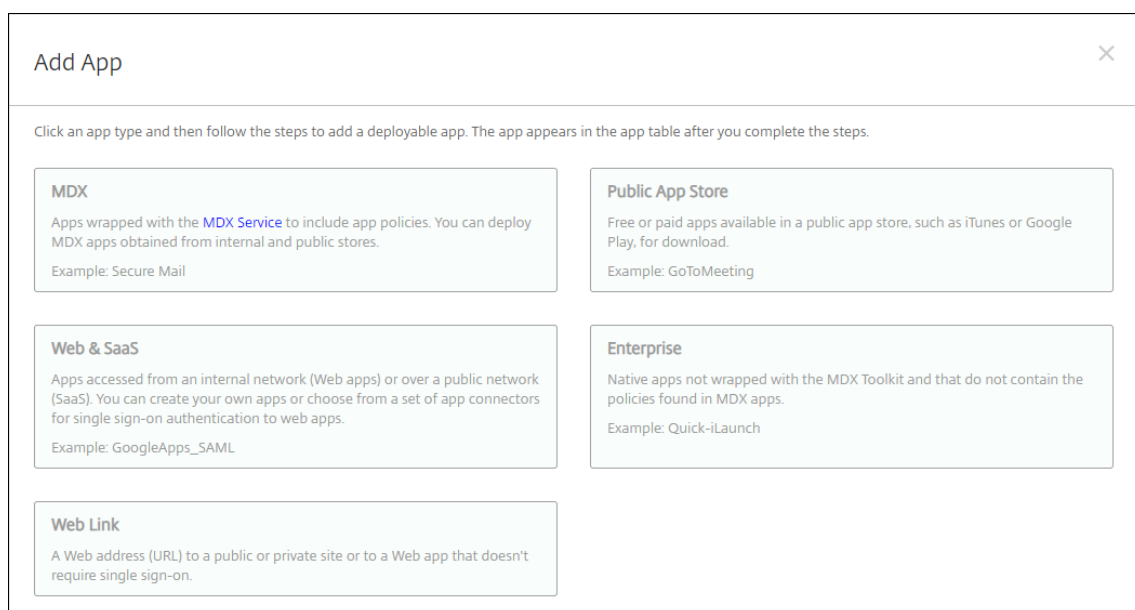 Add App
Click an app type and then follow the steps to add a deployable app. The app appears in the app table after you complete the steps.
MDX
Apps wrapped with the MDX Service to include app policies. You can deploy
MDX apps obtained from internal and public stores.
Example: Secure Mail
Public App Store
Free or paid apps available in a public app store, such as iTunes or Google
Play, for download.
Example: GoToMeeting
Web & SaaS
Apps accessed from an internal network (Web apps) or over a public network
(SaaS). You can create your own apps or choose from a set of app connectors
for single sign-on authentication to web apps.
Example: GoogleApps_SAML
Enterprise
Native apps not wrapped with the MDX Toolkit and that do not contain the
policies found in MDX apps.
Example: Quick-iLaunch
Web Link
A Web address (URL) to a public or private site or to a Web app that doesn't
require single sign-on.